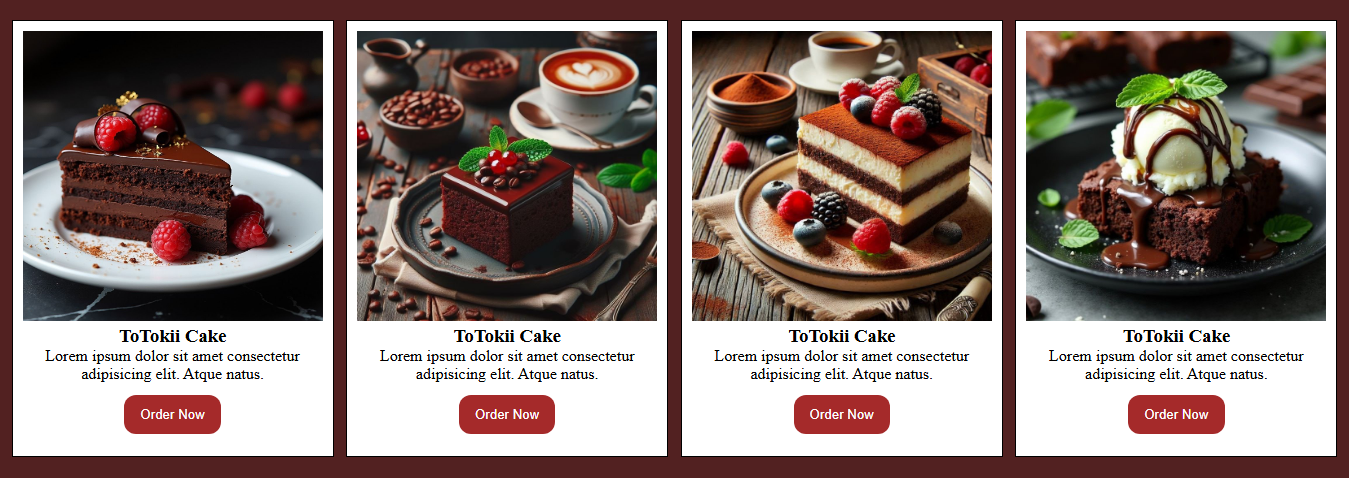 ToTokii Cake
Lorem ipsum dolor sit amet consectetur
adipisicing elit. Atque natus.
Order Now
ToTokii Cake
Lorem ipsum dolor sit amet consectetur
adipisicing elit. Atque natus.
Order Now
ToTokii Cake
Lorem ipsum dolor sit amet consectetur
adipisicing elit. Atque natus.
Order Now
ToTokii Cake
Lorem ipsum dolor sit amet consectetur
adipisicing elit. Atque natus.
Order Now